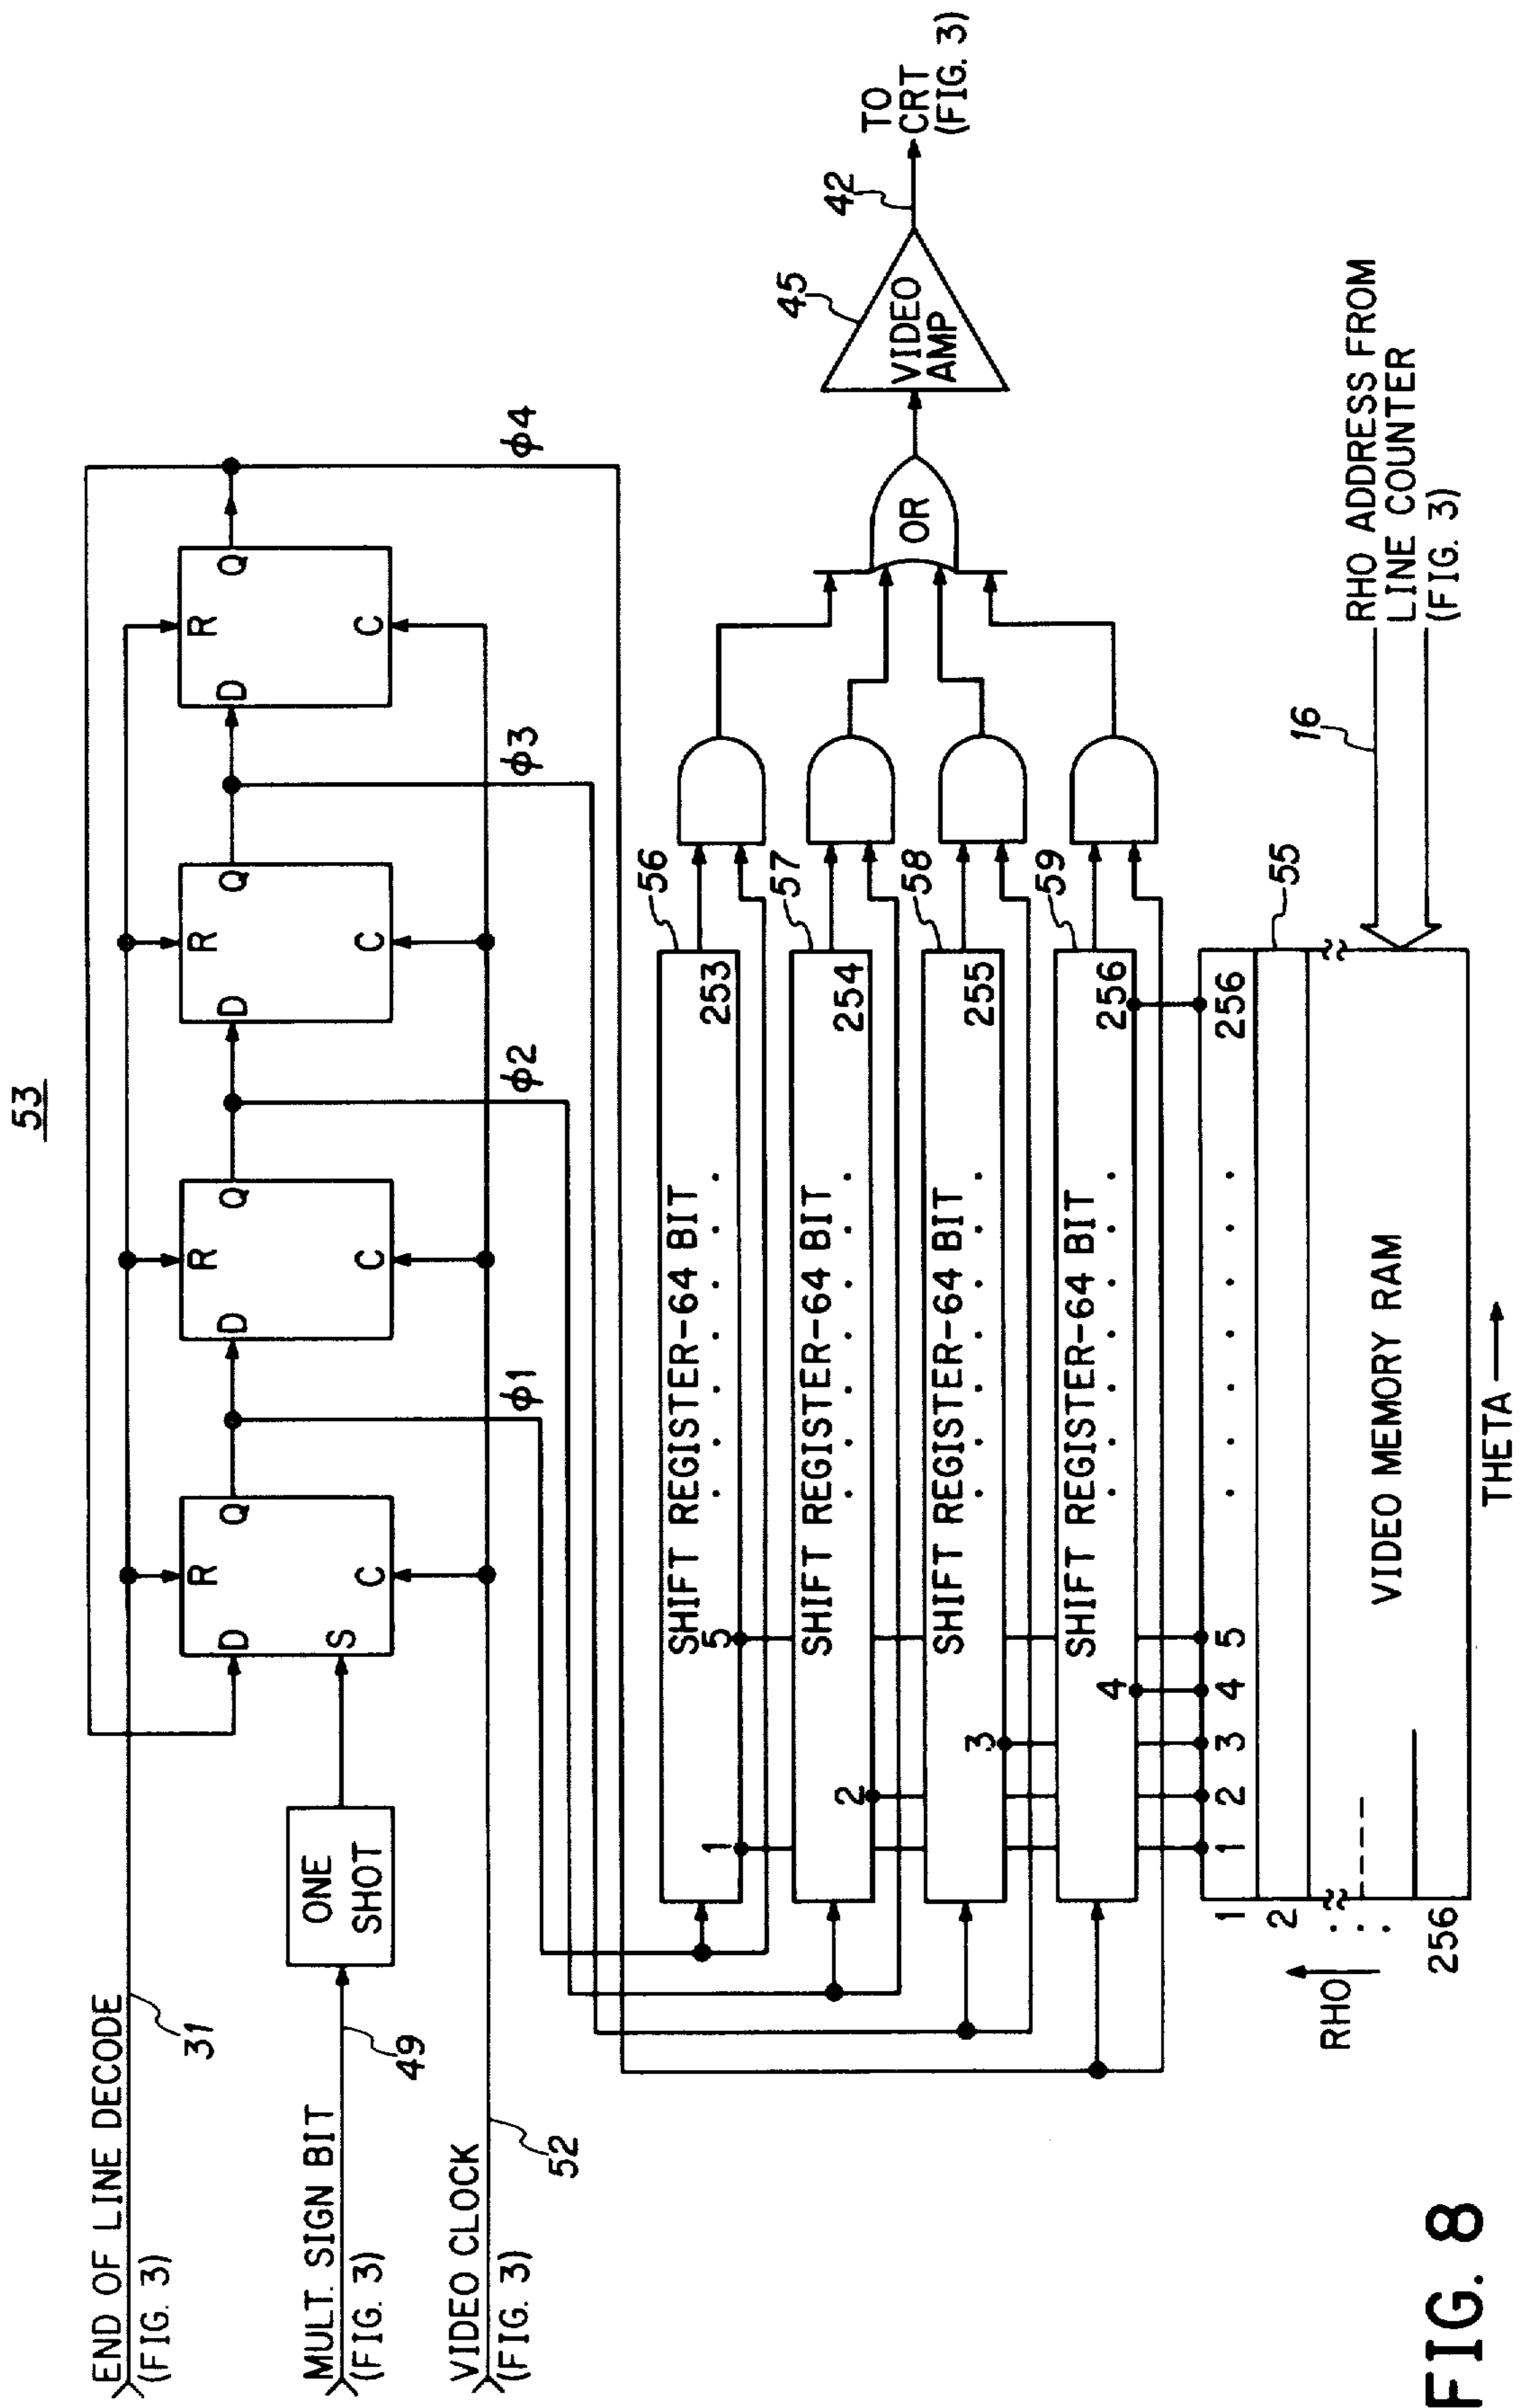 53
END OF LINE DECODE
(FIG. 3)
31
MULT. SIGN BIT
(FIG. 3)
49
ONE
SHOT
VIDEO CLOCK
(FIG. 3)
52
D
R
S
C
Q
D
R
C
Q
D
R
C
Q
D
R
C
Q
ϕ1
ϕ2
ϕ3
ϕ4
SHIFT REGISTER-64 BIT
1
5
. . . . . . .
253
56
SHIFT REGISTER-64 BIT
2
. . . . . . .
254
57
SHIFT REGISTER-64 BIT
3
. . . . . . .
255
58
SHIFT REGISTER-64 BIT
4
. . . . . . .
256
59
OR
VIDEO
AMP
45
42
TO
CRT
(FIG. 3)
1
1 2 3 4 5 . . . . . . . 256
2
55
256
RHO
VIDEO MEMORY RAM
THETA
16
RHO ADDRESS FROM
LINE COUNTER
(FIG. 3)
FIG. 8